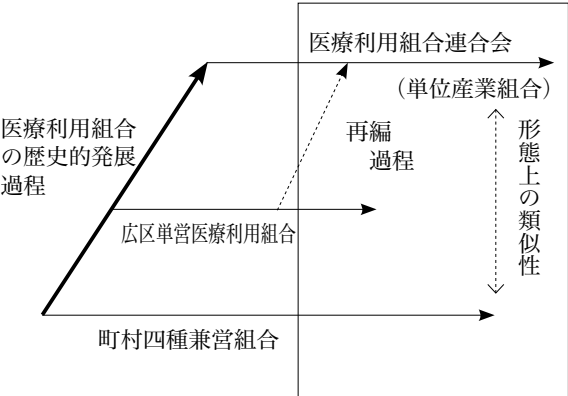 医療利用組合連合会
（単位産業組合）
医療利用組合
の歴史的発展
過程
再編
過程
形態上の類似性
広区単営医療利用組合
町村四種兼営組合